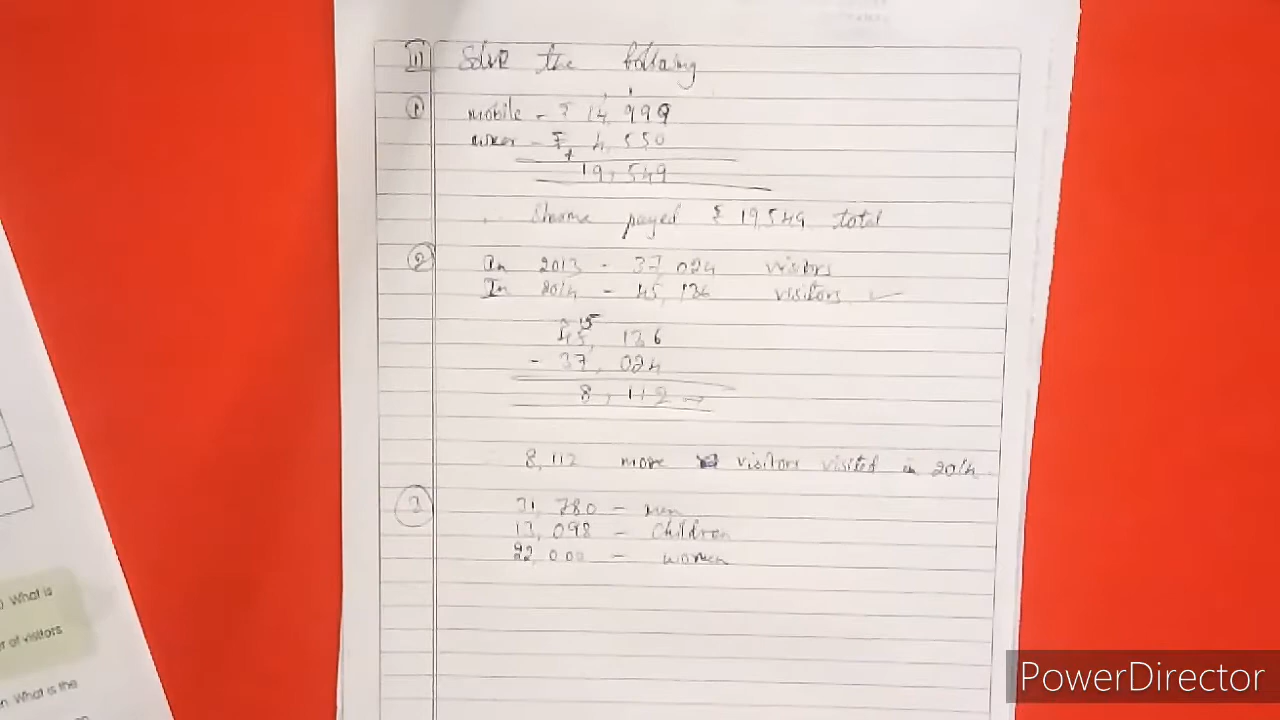 III Solve the following
① mobile - ₹ 14,999
- ₹ 4,550
+
19,549
payed ₹ 19,549 total
② In 2013 - 37,024 visitors
In 2014 - 45,136 visitors
15
45, 136
- 37, 024
8, 112
8,112 more visitors visited in 2014
3 31, 780 - men
13, 098 - children
22,000 - women
). What is
r of visitors
n. What is the
PowerDirector